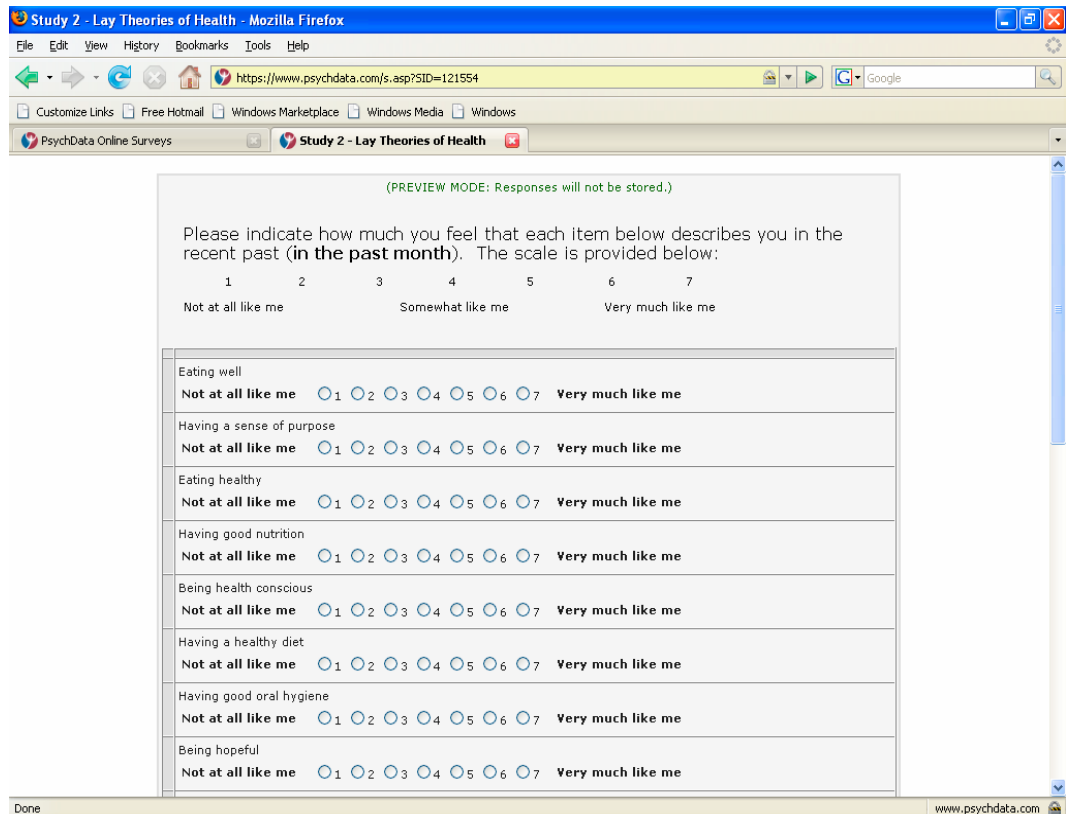 Study 2 - Lay Theories of Health - Mozilla Firefox
File Edit View History Bookmarks Tools Help
https://www.psychdata.com/s.asp?SID=121554 G Google
Customize Links Free Hotmail Windows Marketplace Windows Media Windows
PsychData Online Surveys Study 2 - Lay Theories of Health
(PREVIEW MODE: Responses will not be stored.)
Please indicate how much you feel that each item below describes you in the
recent past (in the past month). The scale is provided below:
1 2 3 4 5 6 7
Not at all like me Somewhat like me Very much like me
Eating well
Not at all like me 1 2 3 4 5 6 7 Very much like me
Having a sense of purpose
Not at all like me 1 2 3 4 5 6 7 Very much like me
Eating healthy
Not at all like me 1 2 3 4 5 6 7 Very much like me
Having good nutrition
Not at all like me 1 2 3 4 5 6 7 Very much like me
Being health conscious
Not at all like me 1 2 3 4 5 6 7 Very much like me
Having a healthy diet
Not at all like me 1 2 3 4 5 6 7 Very much like me
Having good oral hygiene
Not at all like me 1 2 3 4 5 6 7 Very much like me
Being hopeful
Not at all like me 1 2 3 4 5 6 7 Very much like me
Done www.psychdata.com